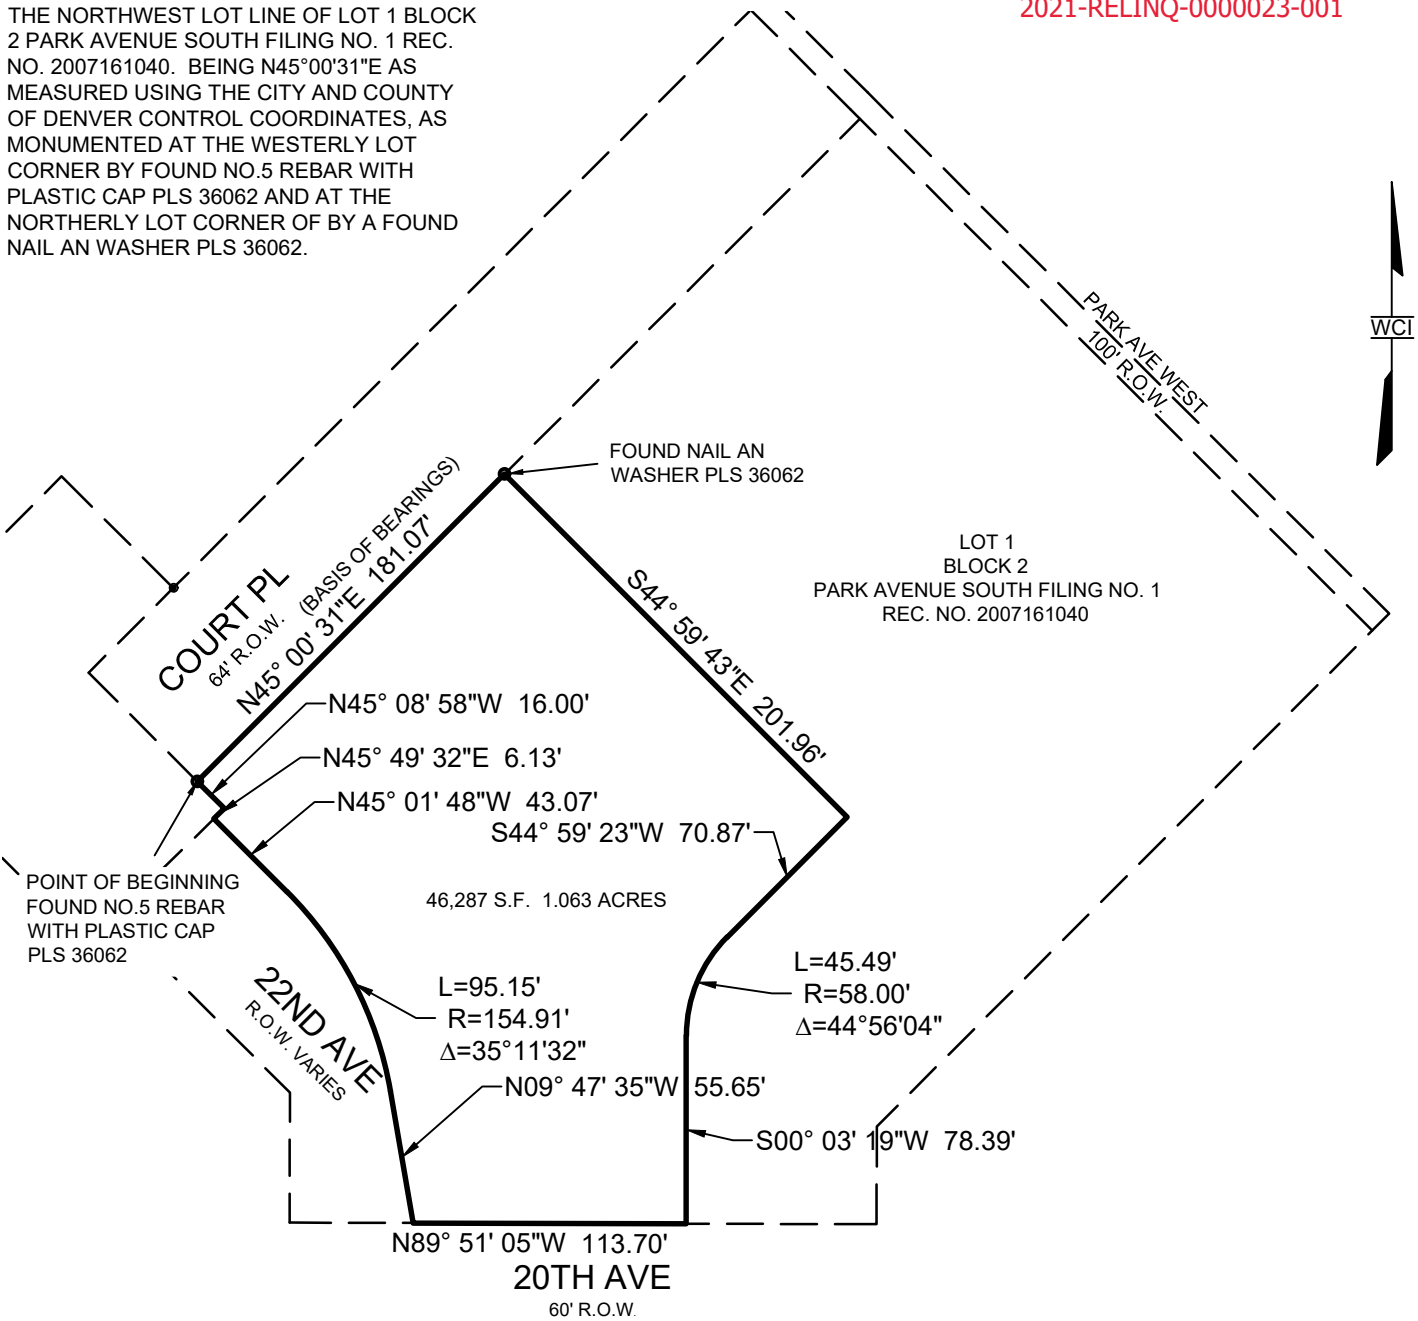 2021-RELINQ-0000023-001
THE NORTHWEST LOT LINE OF LOT 1 BLOCK
2 PARK AVENUE SOUTH FILING NO. 1 REC.
NO. 2007161040.  BEING N45°00'31"E AS
MEASURED USING THE CITY AND COUNTY
OF DENVER CONTROL COORDINATES, AS
MONUMENTED AT THE WESTERLY LOT
CORNER BY FOUND NO.5 REBAR WITH
PLASTIC CAP PLS 36062 AND AT THE
NORTHERLY LOT CORNER OF BY A FOUND
NAIL AN WASHER PLS 36062.
PARK AVE WEST
100' R.O.W.
WCI
FOUND NAIL AN
WASHER PLS 36062
LOT 1
BLOCK 2
PARK AVENUE SOUTH FILING NO. 1
REC. NO. 2007161040
COURT PL
64' R.O.W.
(BASIS OF BEARINGS)
N45° 00' 31"E  181.07'
S44° 59' 43"E  201.96'
N45° 08' 58"W  16.00'
N45° 49' 32"E  6.13'
N45° 01' 48"W  43.07'
S44° 59' 23"W  70.87'
POINT OF BEGINNING
FOUND NO.5 REBAR
WITH PLASTIC CAP
PLS 36062
46,287 S.F.  1.063 ACRES
22ND AVE
R.O.W. VARIES
L=95.15'
R=154.91'
Δ=35°11'32"
L=45.49'
R=58.00'
Δ=44°56'04"
N09° 47' 35"W  55.65'
S00° 03' 19"W  78.39'
N89° 51' 05"W  113.70'
20TH AVE
60' R.O.W.